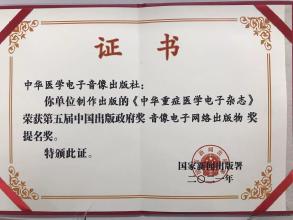 证书
中华医学电子音像出版社：
你单位制作出版的《中华重症医学电子杂志》
荣获第五届中国出版政府奖 音像电子网络出版物 奖
提名奖。
特颁此证。
国家新闻出版署
二〇二一年